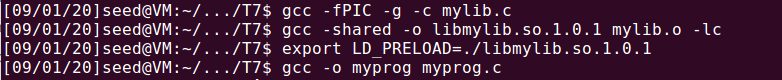 [09/01/20]seed@VM:~/.../T7$ gcc -fPIC -g -c mylib.c
[09/01/20]seed@VM:~/.../T7$ gcc -shared -o libmylib.so.1.0.1 mylib.o -lc
[09/01/20]seed@VM:~/.../T7$ export LD_PRELOAD=./libmylib.so.1.0.1
[09/01/20]seed@VM:~/.../T7$ gcc -o myprog myprog.c